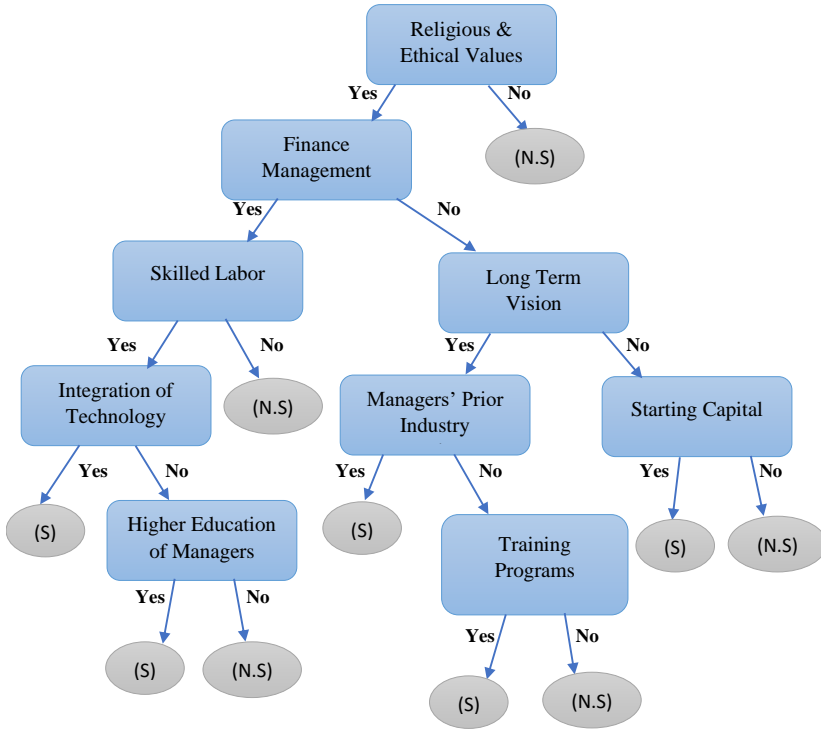 Religious &
Ethical Values
Yes
No
Finance
Management
(N.S)
Yes
No
Skilled Labor
Long Term
Vision
Yes
No
Yes
No
Integration of
Technology
(N.S)
Managers' Prior
Industry
Starting Capital
Yes
No
Yes
No
Yes
No
(S)
Higher Education
of Managers
(S)
Training
Programs
(S)
(N.S)
Yes
No
Yes
No
(S)
(N.S)
(S)
(N.S)